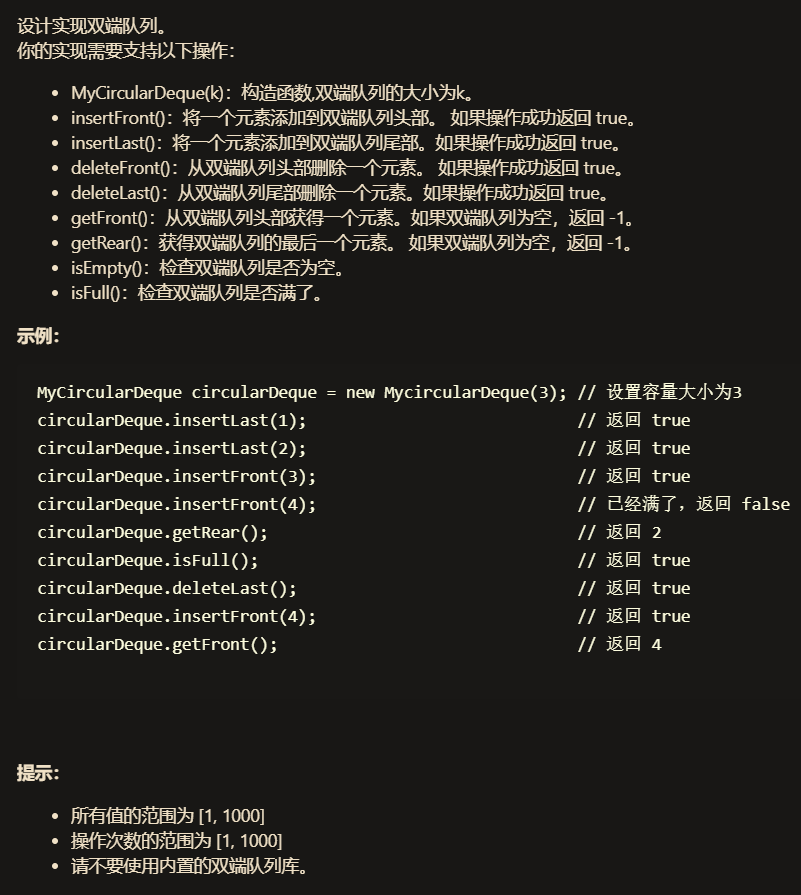 设计实现双端队列。
你的实现需要支持以下操作：
• MyCircularDeque(k)：构造函数,双端队列的大小为k。
• insertFront()：将一个元素添加到双端队列头部。 如果操作成功返回 true。
• insertLast()：将一个元素添加到双端队列尾部。如果操作成功返回 true。
• deleteFront()：从双端队列头部删除一个元素。 如果操作成功返回 true。
• deleteLast()：从双端队列尾部删除一个元素。如果操作成功返回 true。
• getFront()：从双端队列头部获得一个元素。如果双端队列为空，返回 -1。
• getRear()：获得双端队列的最后一个元素。 如果双端队列为空，返回 -1。
• isEmpty()：检查双端队列是否为空。
• isFull()：检查双端队列是否满了。
示例：
MyCircularDeque circularDeque = new MycircularDeque(3); // 设置容量大小为3
circularDeque.insertLast(1); // 返回 true
circularDeque.insertLast(2); // 返回 true
circularDeque.insertFront(3); // 返回 true
circularDeque.insertFront(4); // 已经满了，返回 false
circularDeque.getRear(); // 返回 2
circularDeque.isFull(); // 返回 true
circularDeque.deleteLast(); // 返回 true
circularDeque.insertFront(4); // 返回 true
circularDeque.getFront(); // 返回 4
提示：
• 所有值的范围为 [1, 1000]
• 操作次数的范围为 [1, 1000]
• 请不要使用内置的双端队列库。